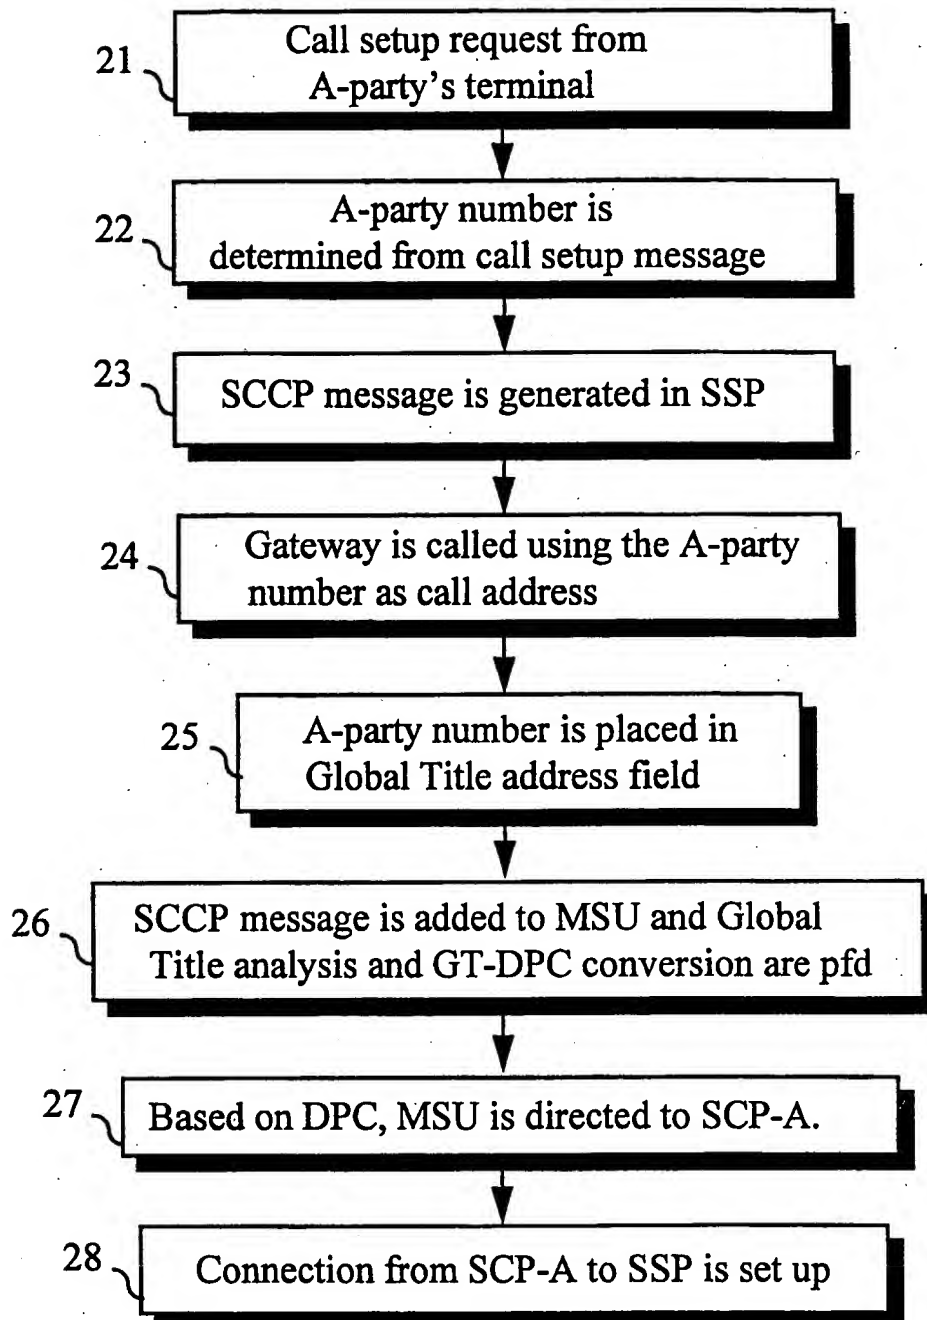 21
Call setup request from
A-party's terminal
22
A-party number is
determined from call setup message
23
SCCP message is generated in SSP
24
Gateway is called using the A-party
number as call address
25
A-party number is placed in
Global Title address field
26
SCCP message is added to MSU and Global
Title analysis and GT-DPC conversion are pfd
27
Based on DPC, MSU is directed to SCP-A.
28
Connection from SCP-A to SSP is set up